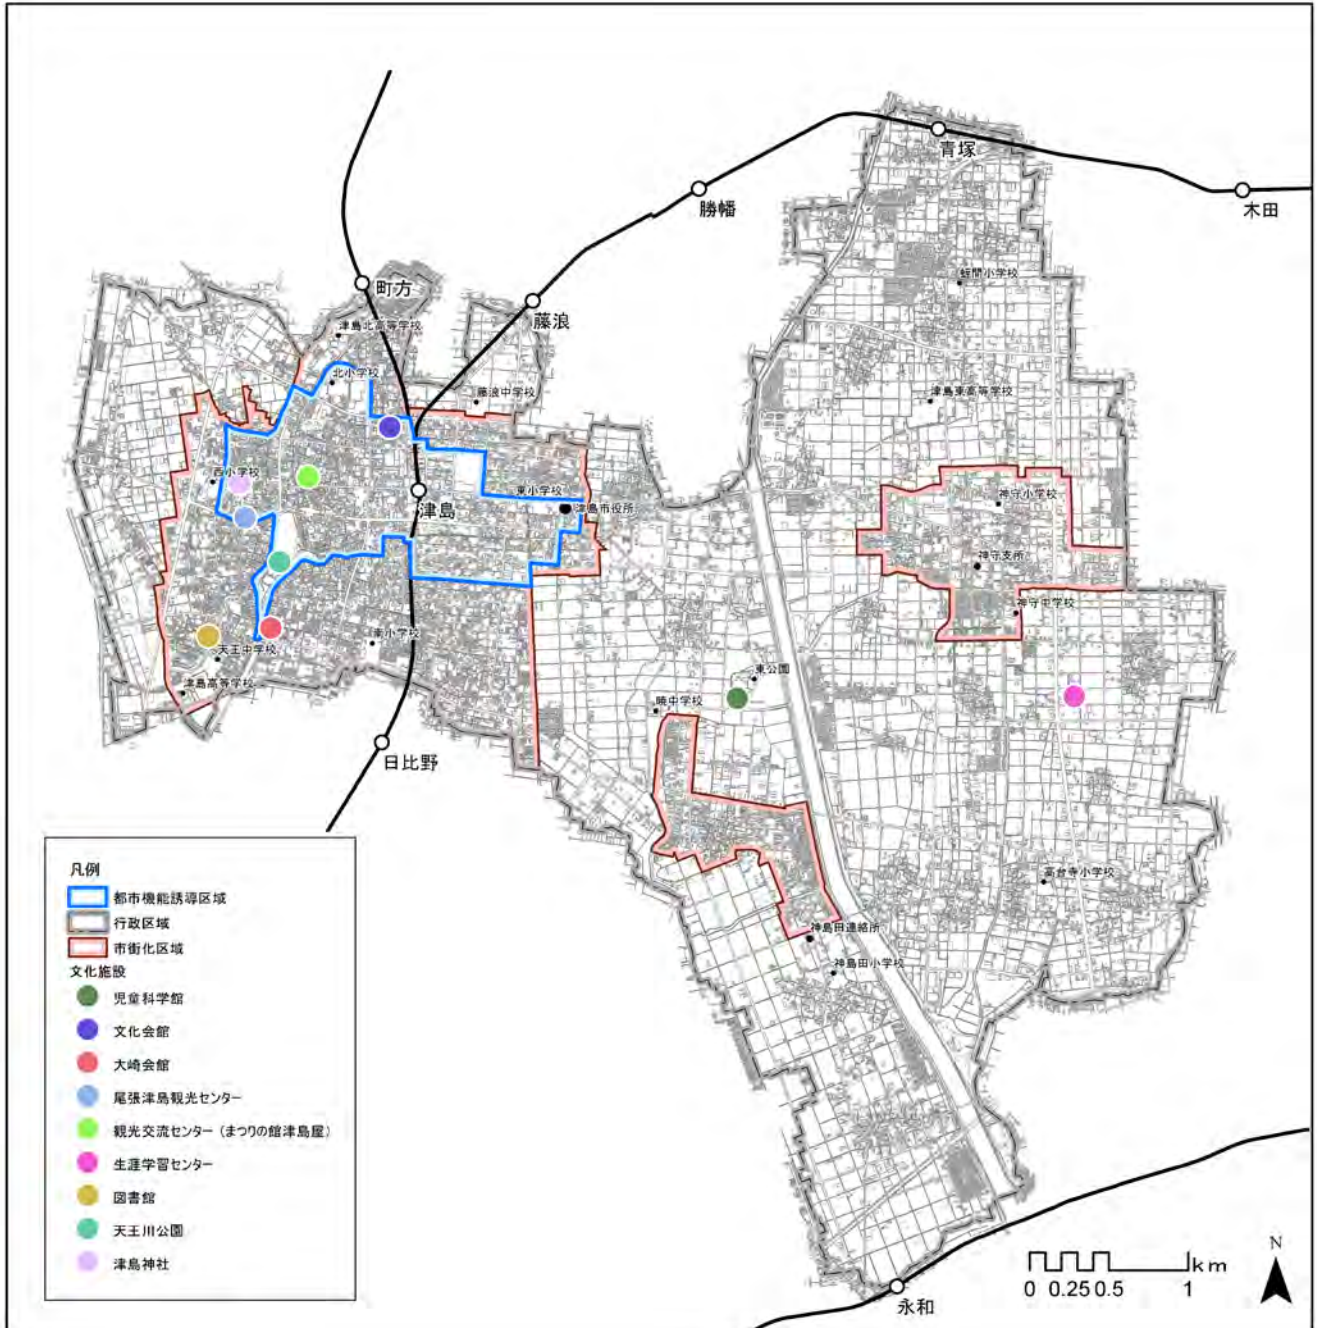 青塚
勝幡
木田
蛭間小学校
町方
藤浪
津島北高等学校
北小学校
藤浪中学校
津島東高等学校
西小学校
津島
東小学校
津島市役所
神守小学校
神守支所
神守中学校
南小学校
天王中学校
津島高等学校
東公園
暁中学校
日比野
高台寺小学校
神島田連絡所
神島田小学校
凡例
都市機能誘導区域
行政区域
市街化区域
文化施設
児童科学館
文化会館
大崎会館
尾張津島観光センター
観光交流センター（まつりの館津島屋）
生涯学習センター
図書館
天王川公園
津島神社
N
km
0 0.25 0.5 1
永和